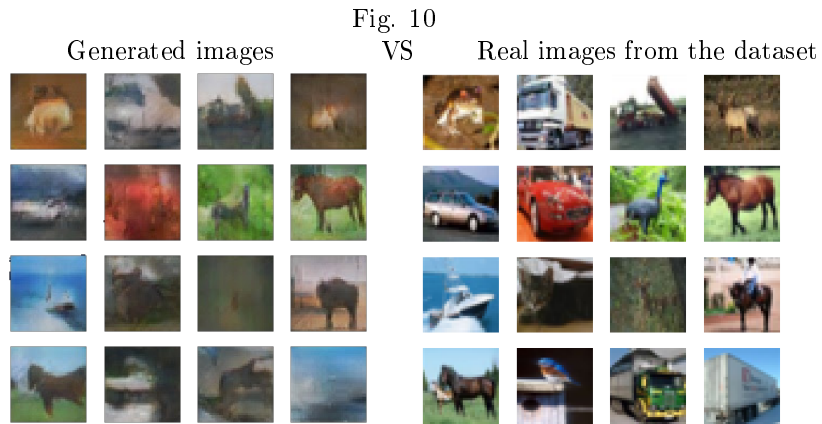 Fig. 10
Generated images VS Real images from the dataset